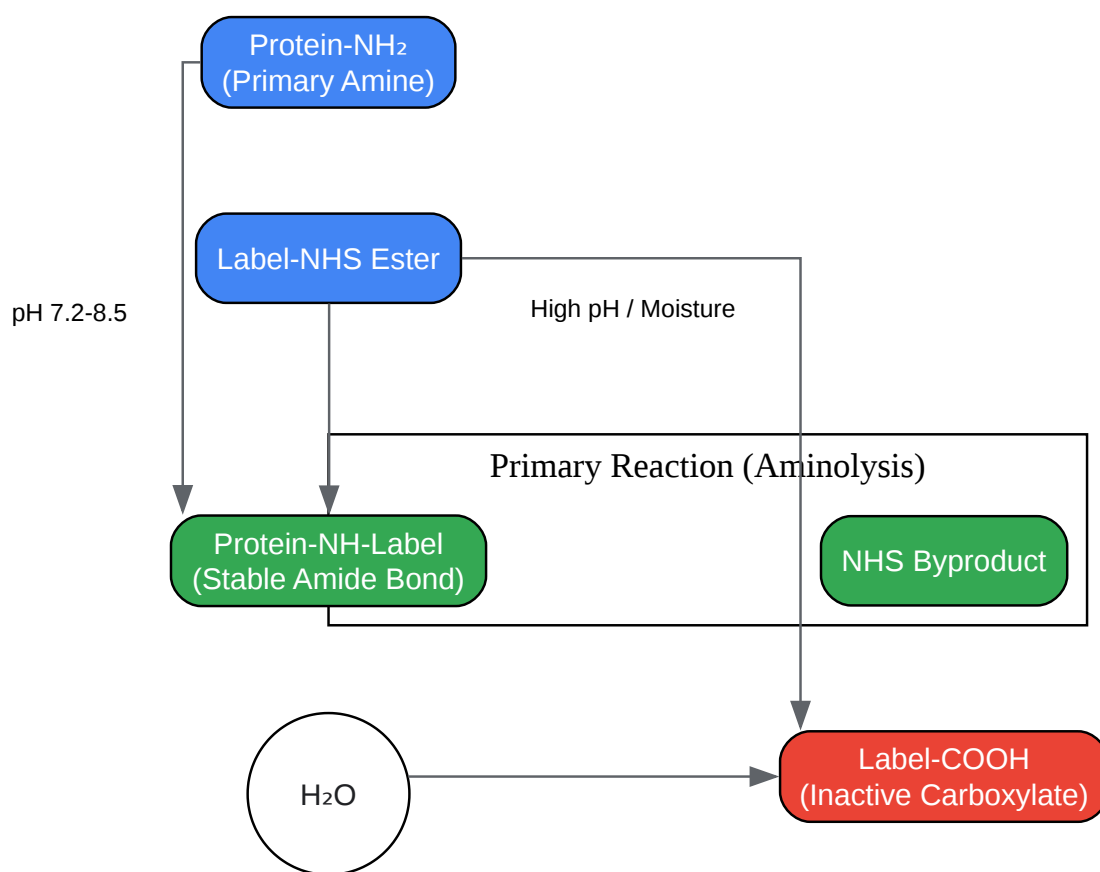 Protein-NH₂
(Primary Amine)
Label-NHS Ester
pH 7.2-8.5
High pH / Moisture
Primary Reaction (Aminolysis)
Protein-NH-Label
(Stable Amide Bond)
NHS Byproduct
H₂O
Label-COOH
(Inactive Carboxylate)